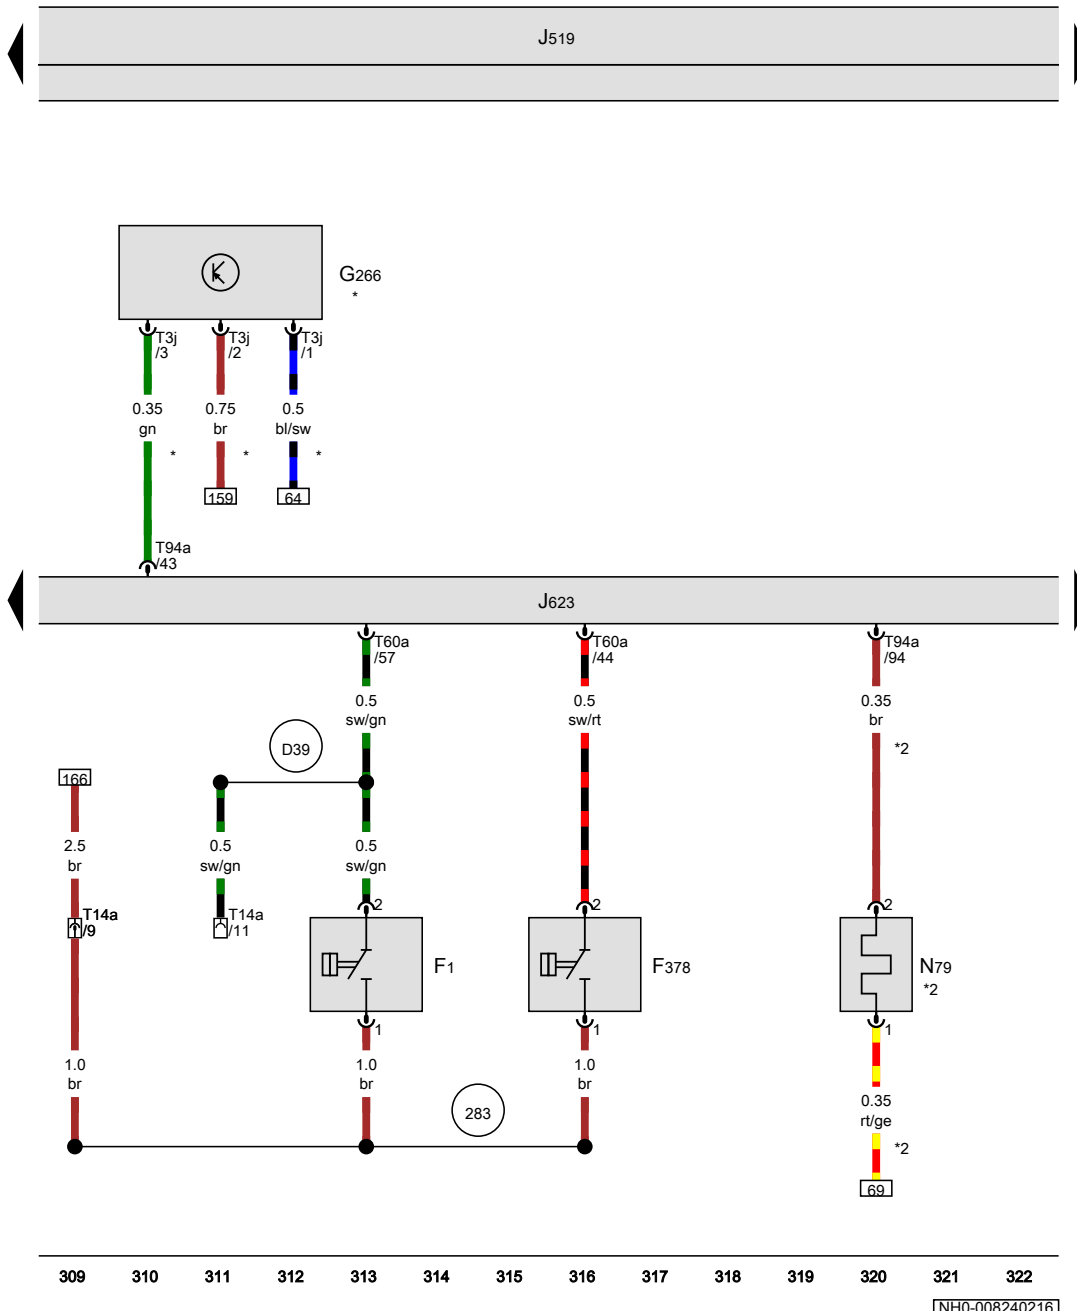 J519
G266
*
T3j
/3
T3j
/2
T3j
/1
0.35
gn
0.75
br
0.5
bl/sw
*
*
*
159
64
T94a
/43
J623
T60a
/57
T60a
/44
T94a
/94
0.5
sw/gn
0.5
sw/rt
0.35
br
*2
D39
166
2.5
br
0.5
sw/gn
0.5
sw/gn
2
2
2
T14a
/9
T14a
/11
F1
F378
N79
*2
1
1
1
1.0
br
1.0
br
1.0
br
283
0.35
rt/ge
*2
69
309 310 311 312 313 314 315 316 317 318 319 320 321 322
NH0-008240216